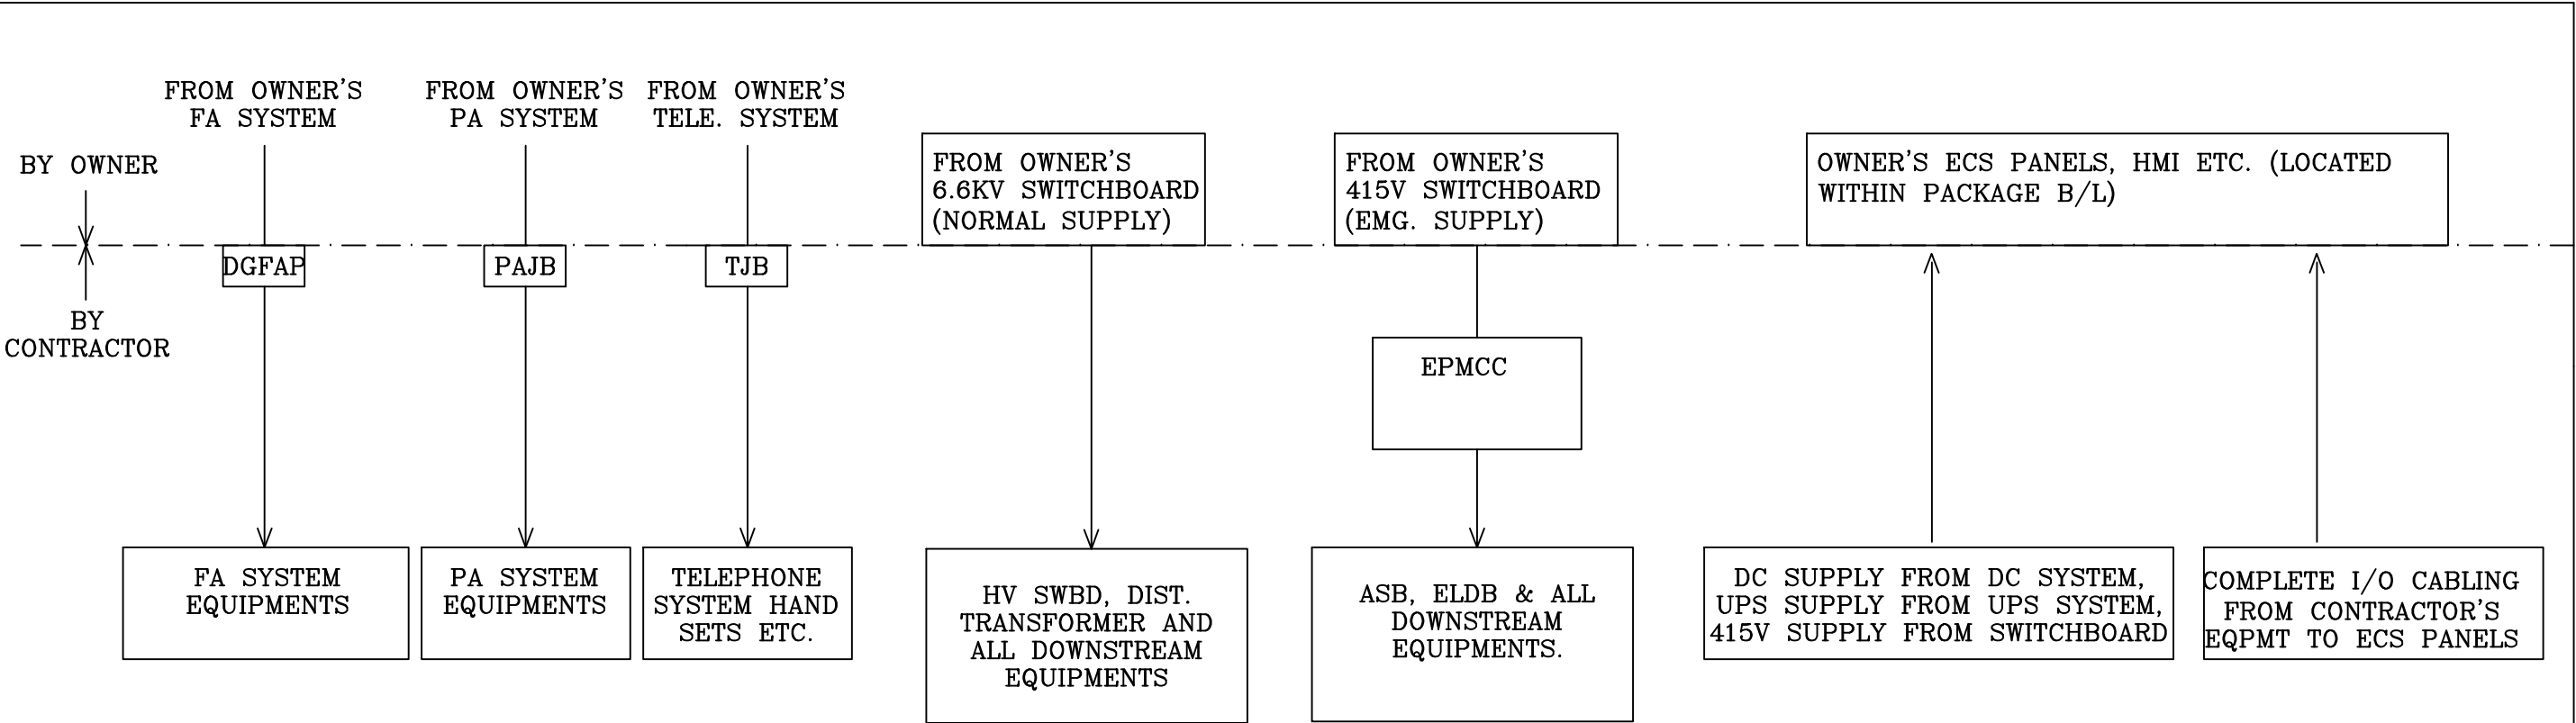 FROM OWNER'S
FA SYSTEM
FROM OWNER'S
PA SYSTEM
FROM OWNER'S
TELE. SYSTEM
BY OWNER
BY
CONTRACTOR
FROM OWNER'S
6.6KV SWITCHBOARD
(NORMAL SUPPLY)
FROM OWNER'S
415V SWITCHBOARD
(EMG. SUPPLY)
OWNER'S ECS PANELS, HMI ETC. (LOCATED
WITHIN PACKAGE B/L)
DGFAP
PAJB
TJB
EPMCC
FA SYSTEM
EQUIPMENTS
PA SYSTEM
EQUIPMENTS
TELEPHONE
SYSTEM HAND
SETS ETC.
HV SWBD, DIST.
TRANSFORMER AND
ALL DOWNSTREAM
EQUIPMENTS
ASB, ELDB & ALL
DOWNSTREAM
EQUIPMENTS.
DC SUPPLY FROM DC SYSTEM,
UPS SUPPLY FROM UPS SYSTEM,
415V SUPPLY FROM SWITCHBOARD
COMPLETE I/O CABLING
FROM CONTRACTOR'S
EQPMT TO ECS PANELS